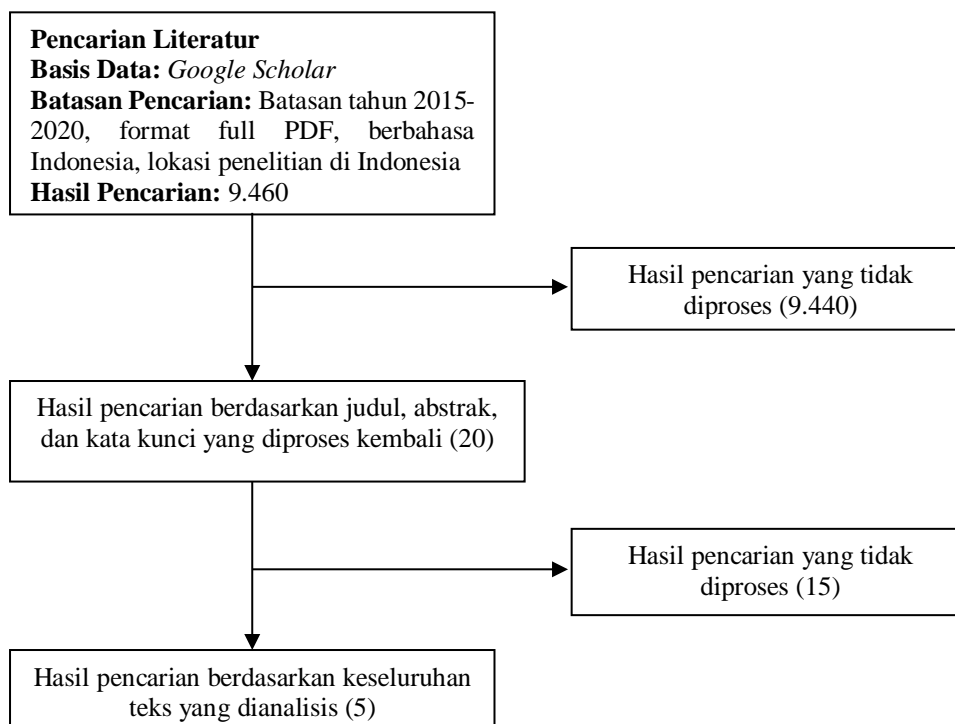 Pencarian Literatur
Basis Data: Google Scholar
Batasan Pencarian: Batasan tahun 2015-
2020, format full PDF, berbahasa
Indonesia, lokasi penelitian di Indonesia
Hasil Pencarian: 9.460
Hasil pencarian yang tidak
diproses (9.440)
Hasil pencarian berdasarkan judul, abstrak,
dan kata kunci yang diproses kembali (20)
Hasil pencarian yang tidak
diproses (15)
Hasil pencarian berdasarkan keseluruhan
teks yang dianalisis (5)